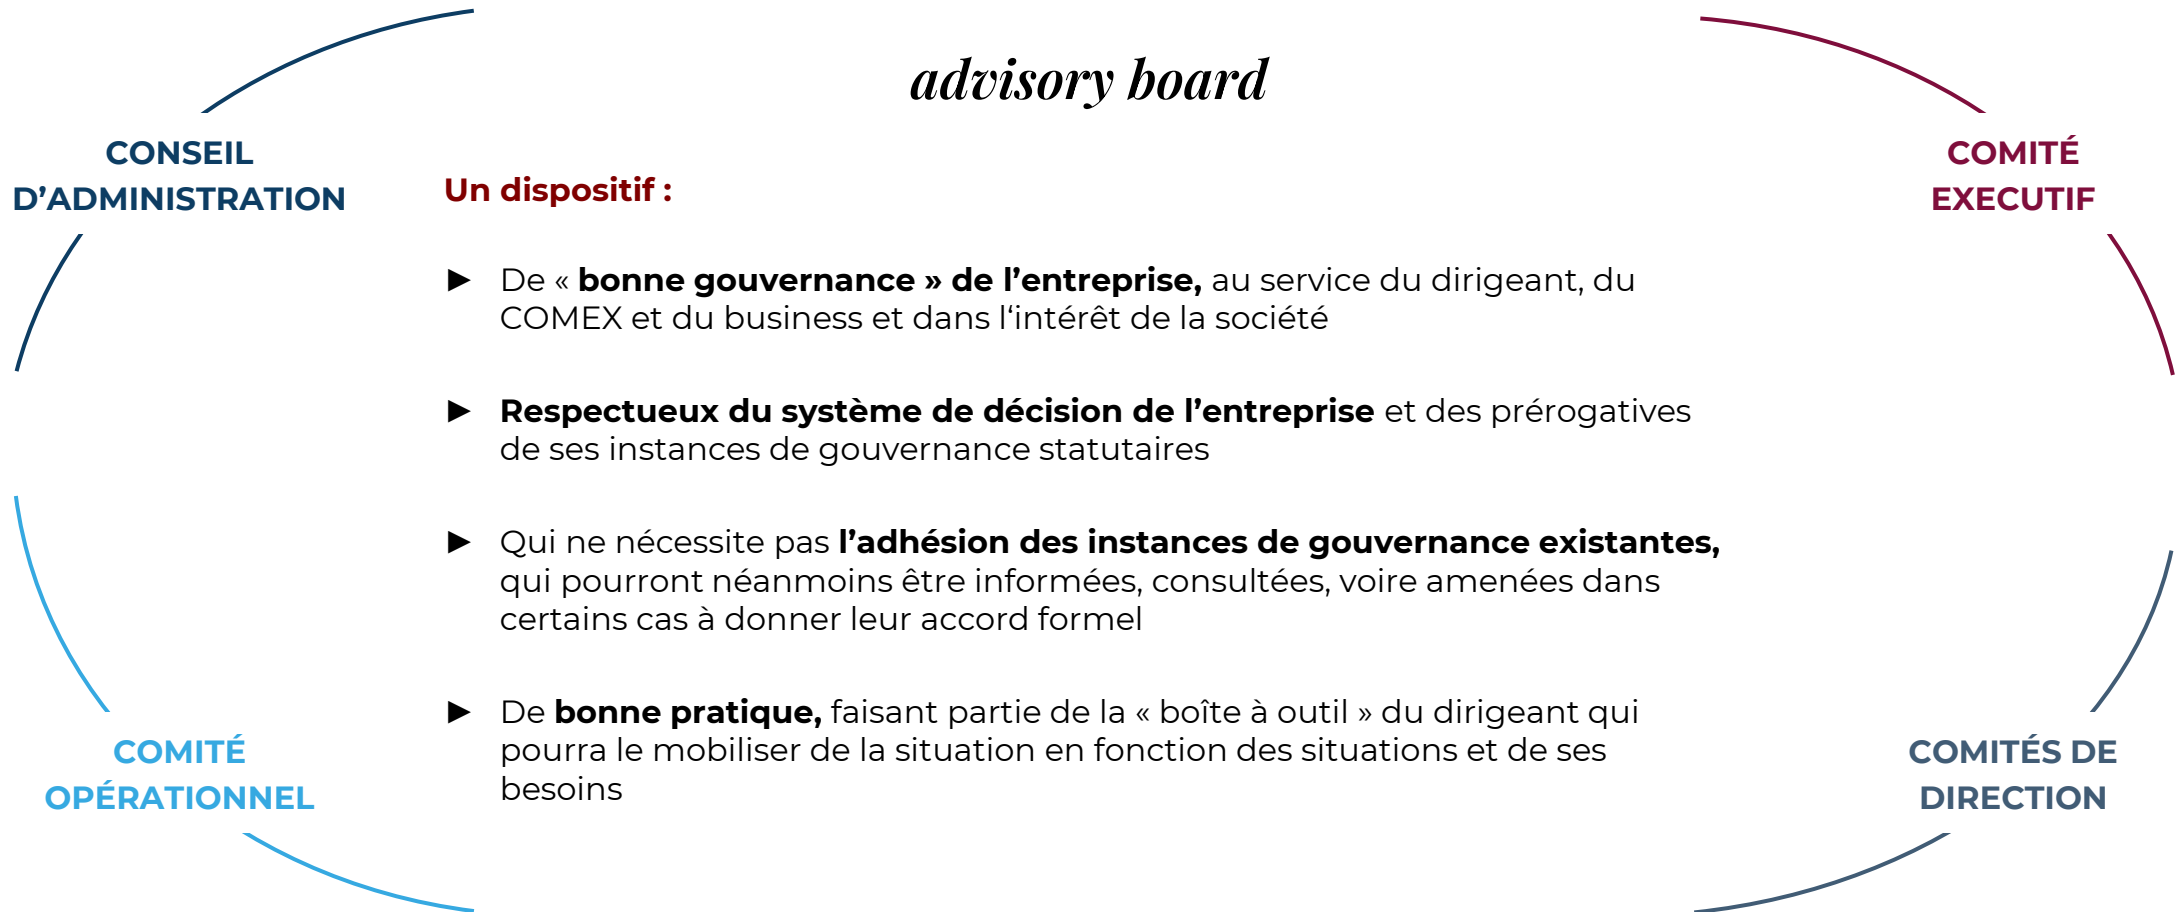 advisory board
CONSEIL
D’ADMINISTRATION
COMITÉ
EXECUTIF
Un dispositif :
► De « bonne gouvernance » de l’entreprise, au service du dirigeant, du
COMEX et du business et dans l‘intérêt de la société
► Respectueux du système de décision de l’entreprise et des prérogatives
de ses instances de gouvernance statutaires
► Qui ne nécessite pas l’adhésion des instances de gouvernance existantes,
qui pourront néanmoins être informées, consultées, voire amenées dans
certains cas à donner leur accord formel
► De bonne pratique, faisant partie de la « boîte à outil » du dirigeant qui
pourra le mobiliser de la situation en fonction des situations et de ses
besoins
COMITÉ
OPÉRATIONNEL
COMITÉS DE
DIRECTION